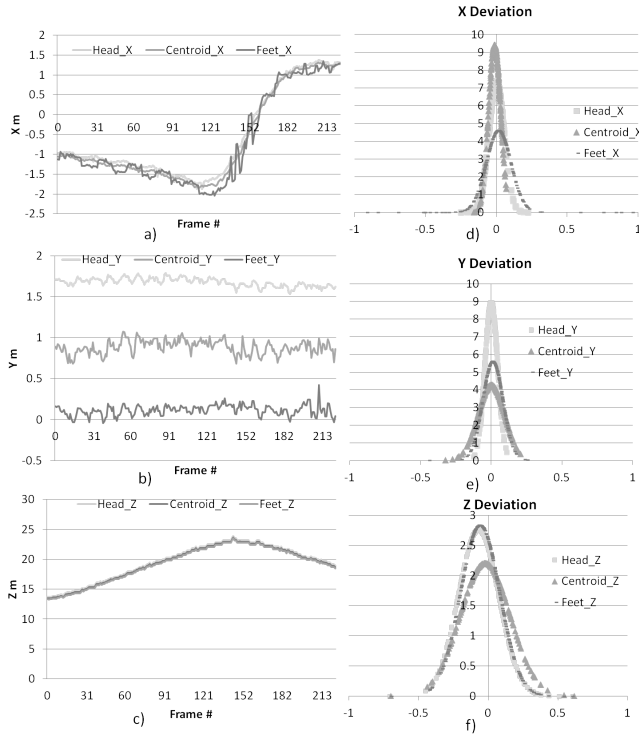 2
1.5
1
0.5
0
-0.5
-1
-1.5
-2
-2.5
X m
Head_X Centroid_X Feet_X
0 31 61 91 122 152 182 213
Frame #
a)
X Deviation
10
9
8
7
6
5
4
3
2
1
0
-1 -0.5 0 0.5 1
Head_X
Centroid_X
Feet_X
d)
2
1.5
1
0.5
0
-0.5
Y m
Head_Y Centroid_Y Feet_Y
0 31 61 91 122 152 182 213
Frame #
b)
Y Deviation
10
9
8
7
6
5
4
3
2
1
0
-1 -0.5 0 0.5 1
Head_Y
Centroid_Y
Feet_Y
e)
30
25
20
15
10
5
0
Z m
Head_Z Centroid_Z Feet_Z
0 31 60 90 121 152 182 213
Frame #
c)
Z Deviation
3
2.5
2
1.5
1
0.5
0
-1 -0.5 0 0.5 1
Head_Z
Centroid_Z
Feet_Z
f)